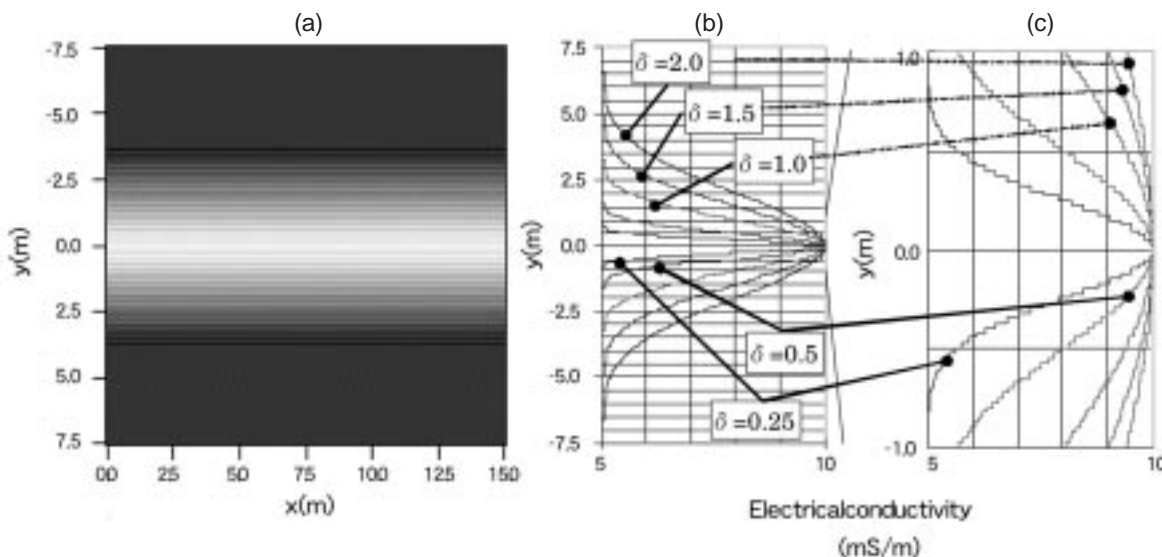 (a)
(b)
(c)
-7.5
-5.0
-2.5
0.0
2.5
5.0
7.5
y(m)
00
25
50
75
100
125
150
x(m)
7.5
5.0
2.5
0.0
-2.5
-5.0
-7.5
y(m)
δ=2.0
δ=1.5
δ=1.0
δ=0.5
δ=0.25
5
10
1.0
0.0
-1.0
y(m)
5
10
Electricalconductivity
(mS/m)